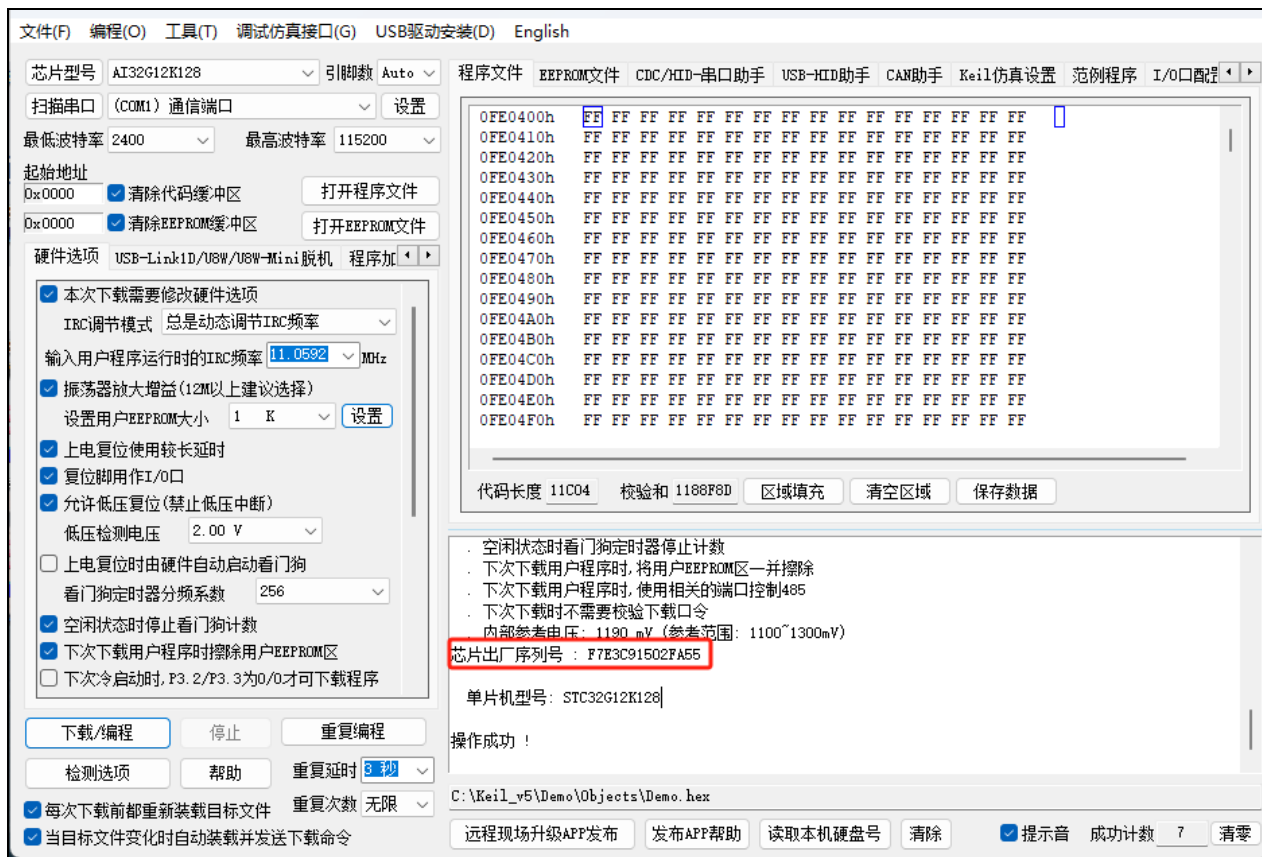 文件(F) 编程(O) 工具(T) 调试仿真接口(G) USB驱动安装(D) English
芯片型号 AI32G12K128 引脚数 Auto
扫描串口 (COM1) 通信端口 设置
最低波特率 2400 最高波特率 115200
起始地址
0x0000 清除代码缓冲区 打开程序文件
0x0000 清除EEPROM缓冲区 打开EEPROM文件
硬件选项 USB-Link1D/U8W/U8W-Mini脱机 程序加
本次下载需要修改硬件选项
IRC调节模式 总是动态调节IRC频率
输入用户程序运行时的IRC频率 11.0592 MHz
振荡器放大增益(12M以上建议选择)
设置用户EEPROM大小 1 K 设置
上电复位使用较长延时
复位脚用作I/O口
允许低压复位(禁止低压中断)
低压检测电压 2.00 V
上电复位时由硬件自动启动看门狗
看门狗定时器分频系数 256
空闲状态时停止看门狗计数
下次下载用户程序时擦除用户EEPROM区
下次冷启动时,P3.2/P3.3为0/0才可下载程序
下载/编程 停止 重复编程
检测选项 帮助 重复延时 3 秒
每次下载前都重新装载目标文件 重复次数 无限
当目标文件变化时自动装载并发送下载命令
程序文件 EEPROM文件 CDC/HID-串口助手 USB-HID助手 CAN助手 Keil仿真设置 范例程序 I/O口配
0FE0400h FF FF FF FF FF FF FF FF FF FF FF FF FF FF FF FF
0FE0410h FF FF FF FF FF FF FF FF FF FF FF FF FF FF FF FF
0FE0420h FF FF FF FF FF FF FF FF FF FF FF FF FF FF FF FF
0FE0430h FF FF FF FF FF FF FF FF FF FF FF FF FF FF FF FF
0FE0440h FF FF FF FF FF FF FF FF FF FF FF FF FF FF FF FF
0FE0450h FF FF FF FF FF FF FF FF FF FF FF FF FF FF FF FF
0FE0460h FF FF FF FF FF FF FF FF FF FF FF FF FF FF FF FF
0FE0470h FF FF FF FF FF FF FF FF FF FF FF FF FF FF FF FF
0FE0480h FF FF FF FF FF FF FF FF FF FF FF FF FF FF FF FF
0FE0490h FF FF FF FF FF FF FF FF FF FF FF FF FF FF FF FF
0FE04A0h FF FF FF FF FF FF FF FF FF FF FF FF FF FF FF FF
0FE04B0h FF FF FF FF FF FF FF FF FF FF FF FF FF FF FF FF
0FE04C0h FF FF FF FF FF FF FF FF FF FF FF FF FF FF FF FF
0FE04D0h FF FF FF FF FF FF FF FF FF FF FF FF FF FF FF FF
0FE04E0h FF FF FF FF FF FF FF FF FF FF FF FF FF FF FF FF
0FE04F0h FF FF FF FF FF FF FF FF FF FF FF FF FF FF FF FF
代码长度 11C04 校验和 1188F8D 区域填充 清空区域 保存数据
. 空闲状态时看门狗定时器停止计数
. 下次下载用户程序时,将用户EEPROM区一并擦除
. 下次下载用户程序时,使用相关的端口控制485
. 下次下载时不需要校验下载口令
. 内部参考电压: 1190 mV (参考范围: 1100~1300mV)
芯片出厂序列号 : F7E3C91502FA55
单片机型号: STC32G12K128
操作成功 !
C:\Keil_v5\Demo\Objects\Demo.hex
远程现场升级APP发布 发布APP帮助 读取本机硬盘号 清除 提示音 成功计数 7 清零